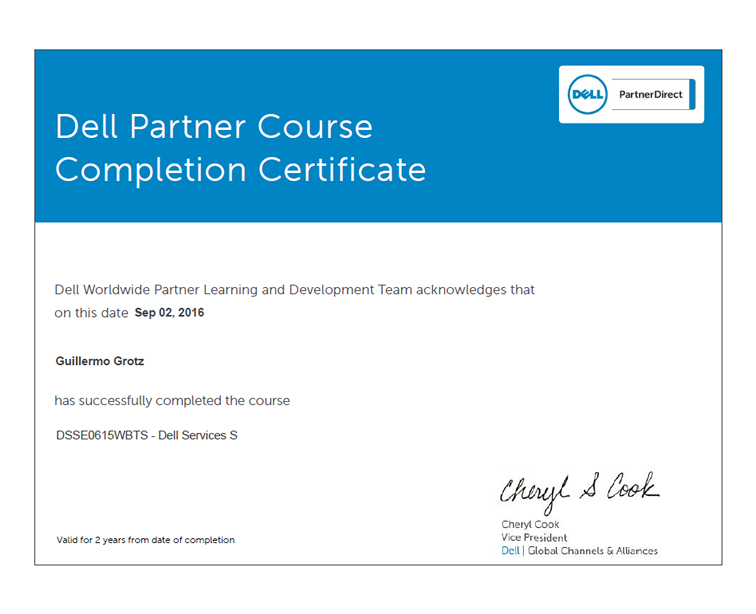 DELL PartnerDirect
Dell Partner Course
Completion Certificate
Dell Worldwide Partner Learning and Development Team acknowledges that
on this date Sep 02, 2016
Guillermo Grotz
has successfully completed the course
DSSE0615WBTS - Dell Services S
Cheryl S Cook
Cheryl Cook
Vice President
Valid for 2 years from date of completion
Dell | Global Channels & Alliances